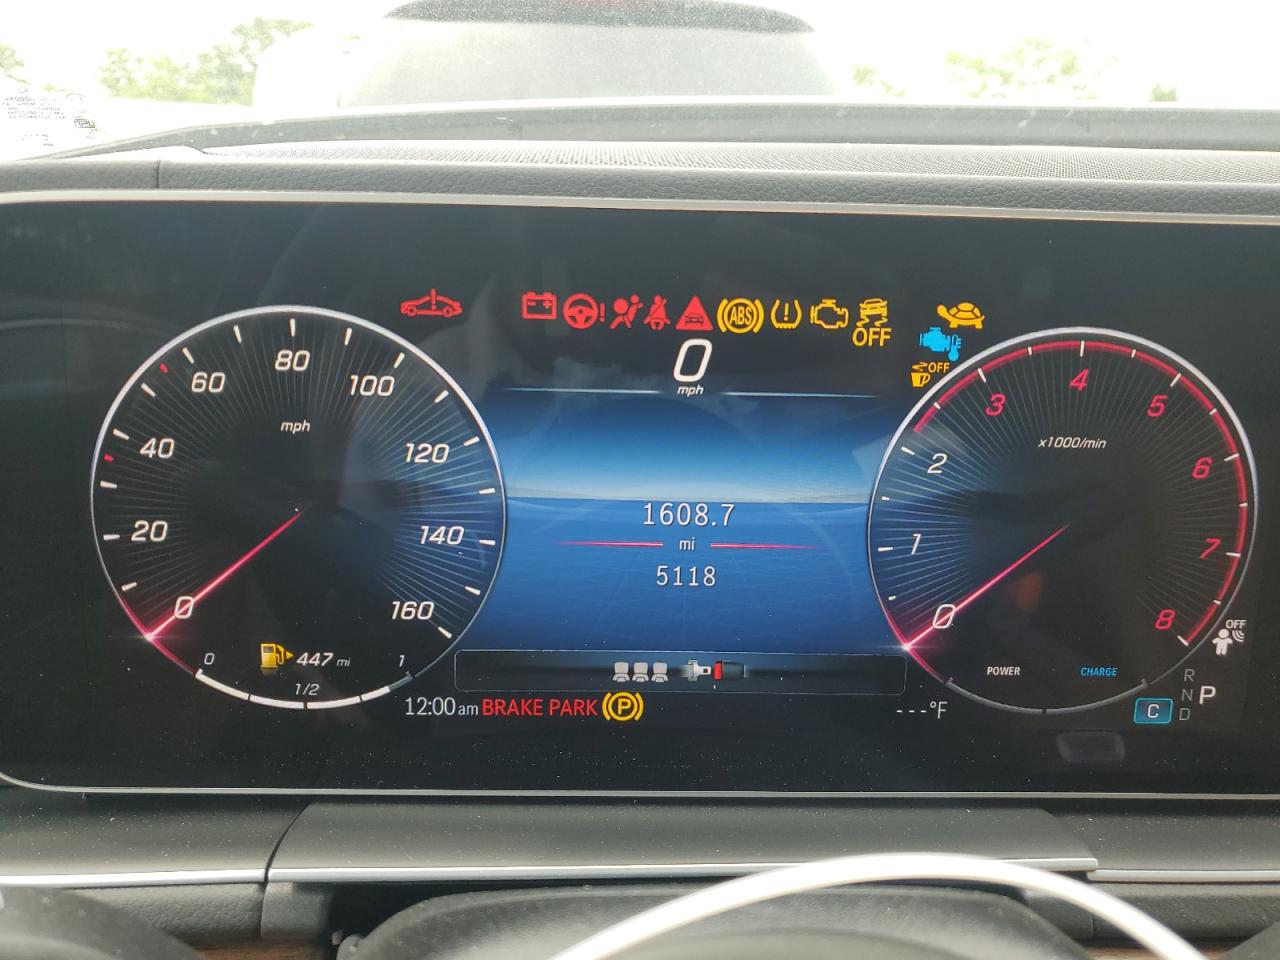 ABS
OFF
0
mph
OFF
0 20 40 60 80 100 120 140 160
mph
0 1 2 3 4 5 6 7 8
x1000/min
1608.7
mi
5118
0 447 mi 1
1/2
POWER CHARGE
OFF
12:00 am BRAKE PARK P
---°F
C
R
N P
D